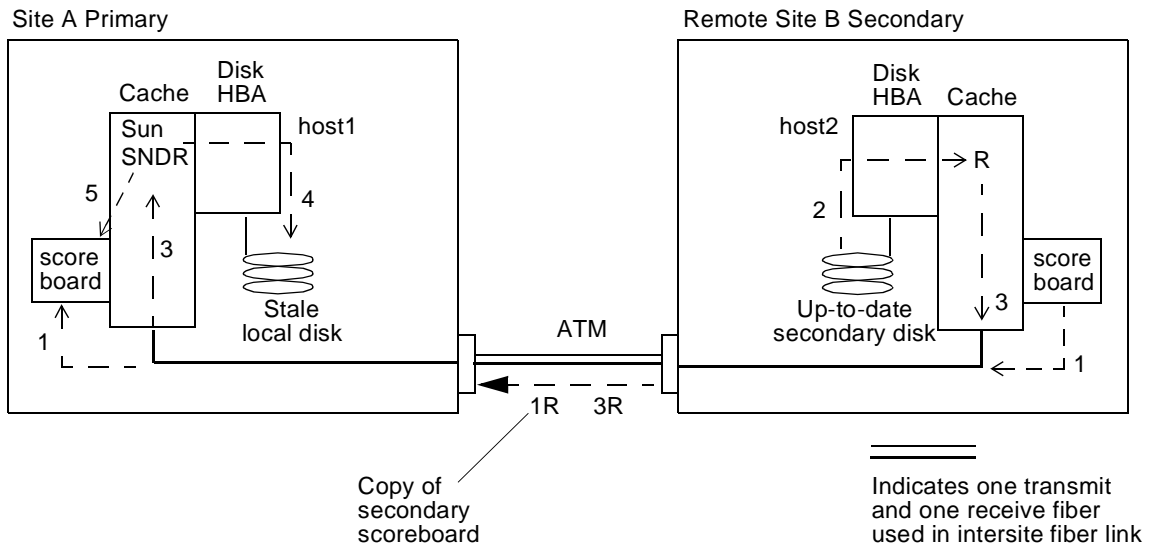 Site A Primary
Remote Site B Secondary
Disk
HBA
Cache
Sun
SNDR
host1
5
4
3
score
board
1
Stale
local disk
Disk
HBA
Cache
host2
R
2
score
board
3
Up-to-date
secondary disk
1
ATM
1R 3R
Copy of
secondary
scoreboard
Indicates one transmit
and one receive fiber
used in intersite fiber link